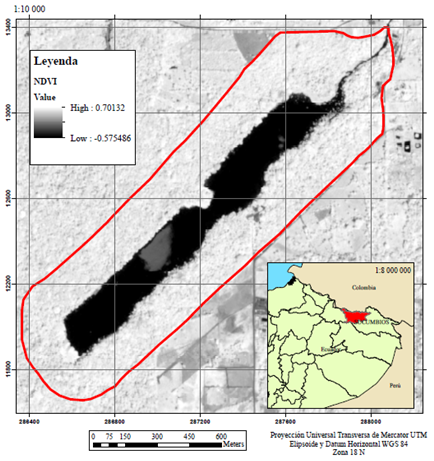 1:10 000
Leyenda
NDVI
Value
High : 0.70132
Low : -0.575486
13000
12600
12200
11800
286400 286800 287200 287600 288000
1:8 000 000
Colombia
SUCUMBIOS
Ecuador
Perú
0 75 150 300 450 600
Meters
Proyección Universal Transversa de Mercator UTM
Elipsoide y Datum Horizontal WGS 84
Zona 18 N